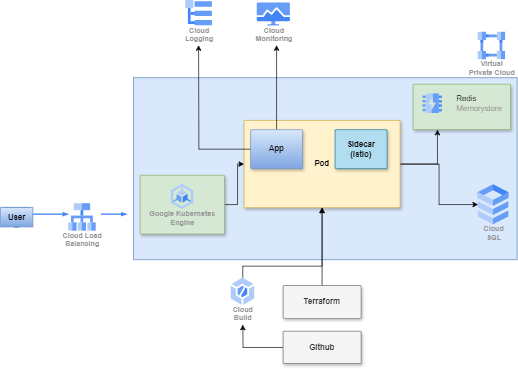 Cloud
Logging
Cloud
Monitoring
Virtual
Private Cloud
Redis
Memorystore
App
Sidecar
(Istio)
Pod
Google Kubernetes
Engine
User
Cloud Load
Balancing
Cloud
SQL
Cloud
Build
Terraform
Github